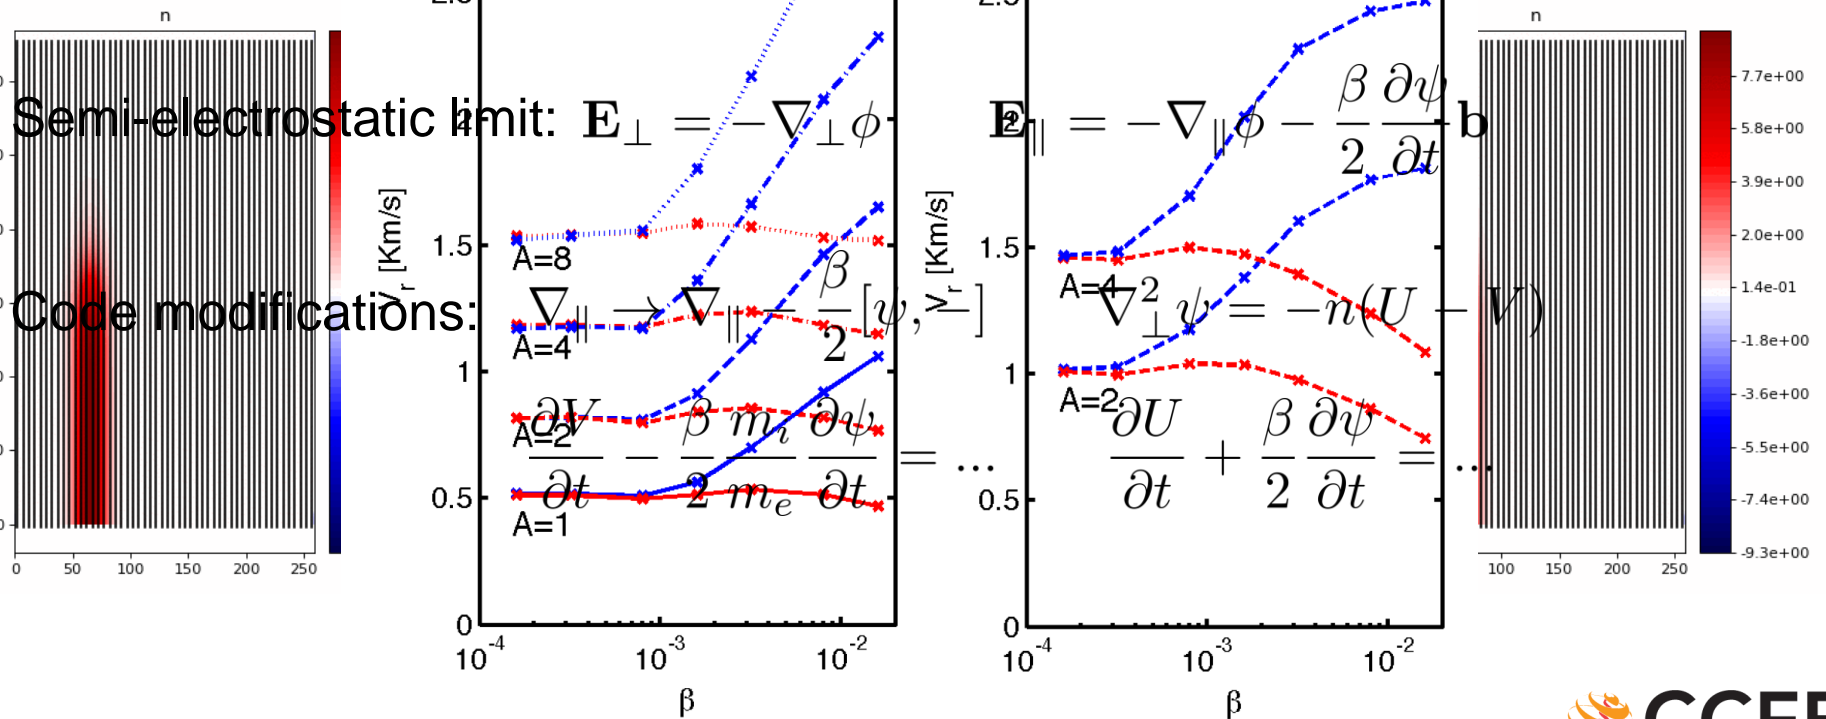 n
n
Semi-electrostatic limit: E⊥ = −∇⊥ϕ
E∥ = −∇∥ϕ − β/2 ∂ψ/∂t b
Code modifications: ∇∥ → ∇∥ − β/2 [ψ, −]
∇²⊥ψ = −n(U − V)
∂V/∂t − β/2 mᵢ/mₑ ∂ψ/∂t = ...
∂U/∂t + β/2 ∂ψ/∂t = ...
0 50 100 150 200 250
vr [Km/s]
2
1.5
1
0.5
0
A=8
A=4
A=2
A=1
10⁻⁴ 10⁻³ 10⁻²
β
vr [Km/s]
2
1.5
1
0.5
0
A=4
A=2
10⁻⁴ 10⁻³ 10⁻²
β
100 150 200 250
7.7e+00
5.8e+00
3.9e+00
2.0e+00
1.4e-01
-1.8e+00
-3.6e+00
-5.5e+00
-7.4e+00
-9.3e+00